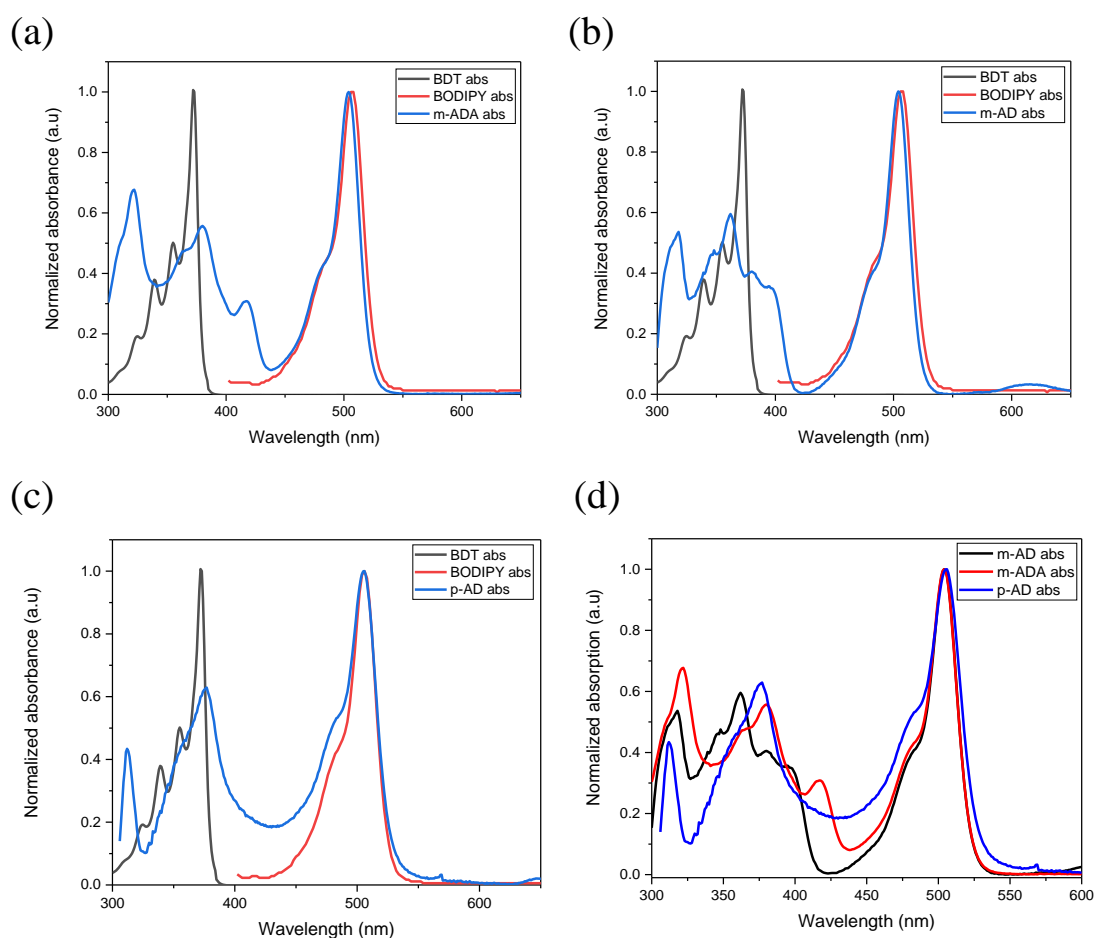 (a)
(b)
BDT abs
BODIPY abs
m-ADA abs
Normalized absorbance (a.u)
1.0
0.8
0.6
0.4
0.2
0.0
300
400
500
600
Wavelength (nm)
BDT abs
BODIPY abs
m-AD abs
Normalized absorbance (a.u)
1.0
0.8
0.6
0.4
0.2
0.0
300
400
500
600
Wavelength (nm)
(c)
(d)
BDT abs
BODIPY abs
p-AD abs
Normalized absorbance (a.u)
1.0
0.8
0.6
0.4
0.2
0.0
300
400
500
600
Wavelength (nm)
m-AD abs
m-ADA abs
p-AD abs
Normalized absorption (a.u)
1.0
0.8
0.6
0.4
0.2
0.0
300
350
400
450
500
550
600
Wavelength (nm)